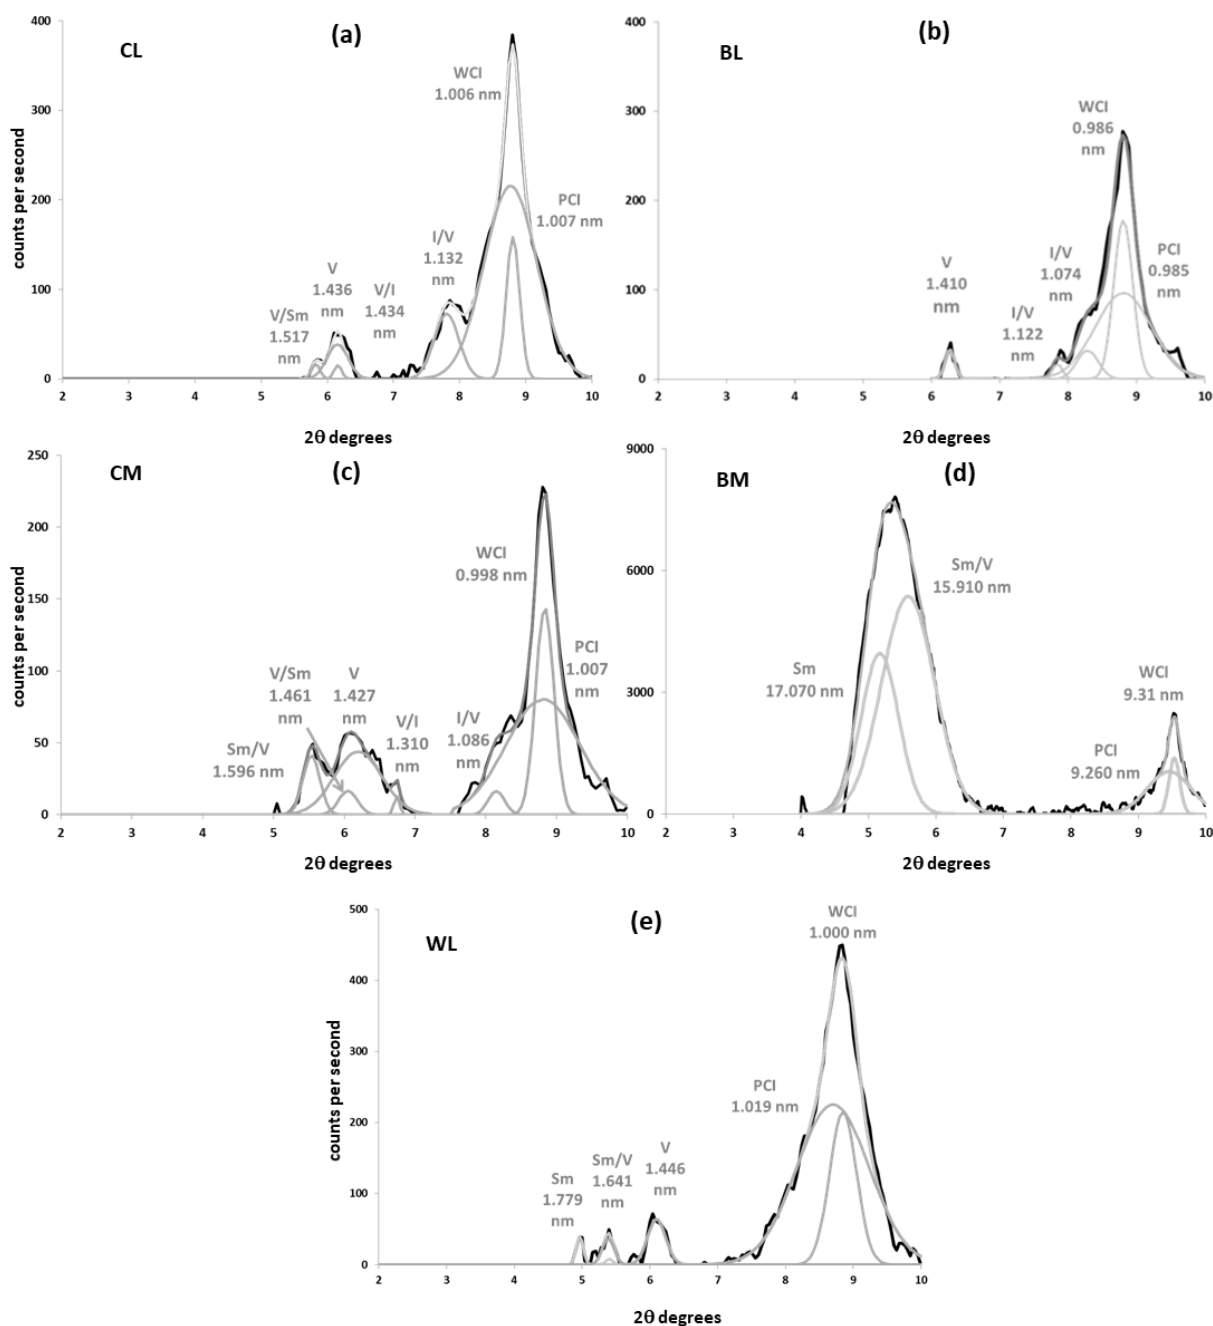 (a)
CL
400
300
200
100
0
counts per second
WCI
1.006 nm
PCI
1.007 nm
I/V
1.132
nm
V
1.436
nm
V/I
1.434
nm
V/Sm
1.517
nm
2 3 4 5 6 7 8 9 10
2θ degrees
(b)
BL
400
300
200
100
0
WCI
0.986
nm
PCI
0.985
nm
I/V
1.074
nm
V
1.410
nm
I/V
1.122
nm
2 3 4 5 6 7 8 9 10
2θ degrees
(c)
CM
250
200
150
100
50
0
counts per second
WCI
0.998 nm
PCI
1.007
nm
V/Sm
1.461
nm
V
1.427
nm
V/I
1.310
nm
I/V
1.086
nm
Sm/V
1.596 nm
2 3 4 5 6 7 8 9 10
2θ degrees
(d)
BM
9000
6000
3000
0
Sm/V
15.910 nm
Sm
17.070 nm
WCI
9.31 nm
PCI
9.260 nm
2 3 4 5 6 7 8 9 10
2θ degrees
(e)
WL
500
400
300
200
100
0
counts per second
WCI
1.000 nm
PCI
1.019 nm
V
1.446
nm
Sm/V
1.641
nm
Sm
1.779
nm
2 3 4 5 6 7 8 9 10
2θ degrees